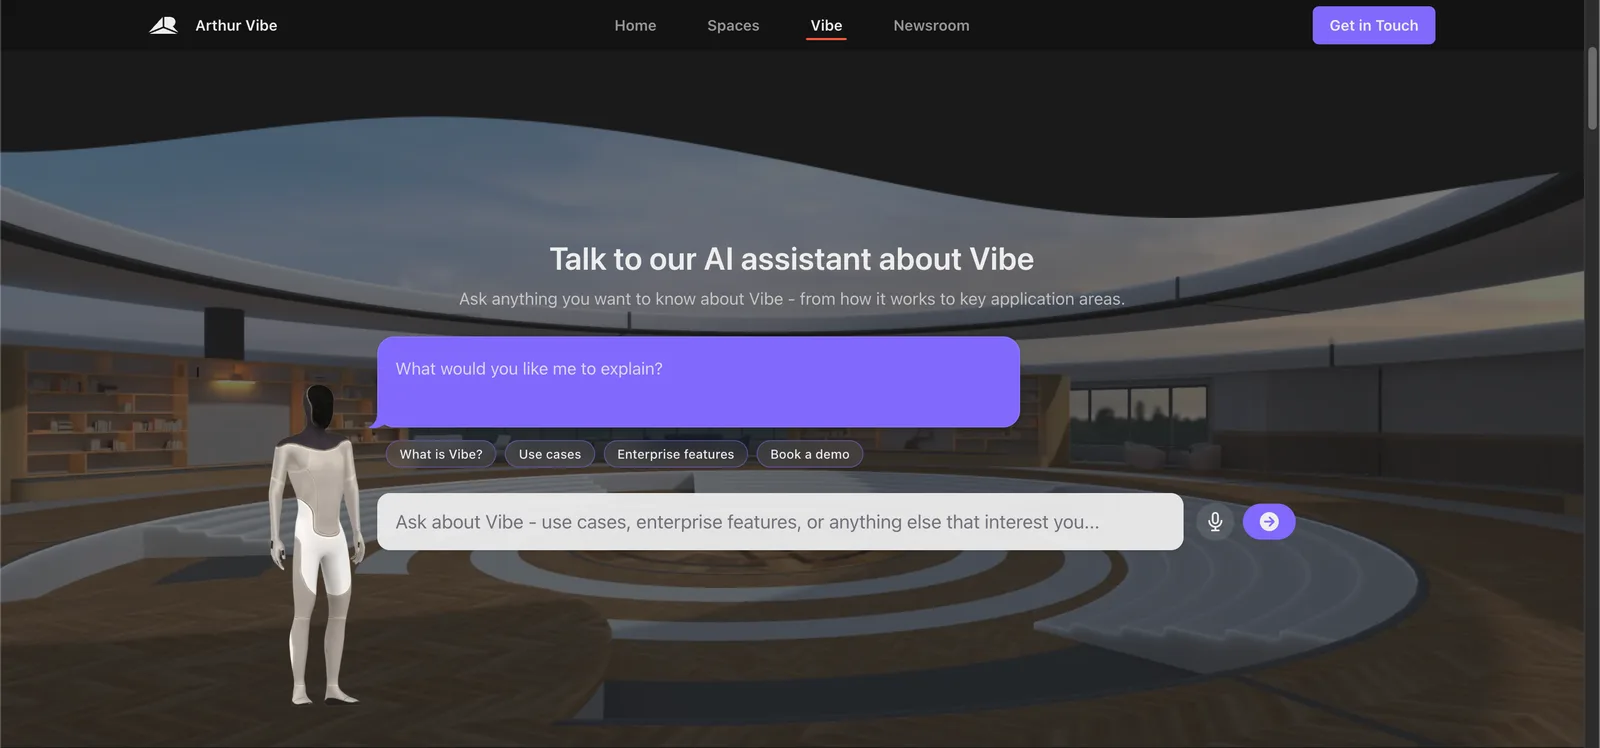 Arthur Vibe
Home
Spaces
Vibe
Newsroom
Get in Touch
Talk to our AI assistant about Vibe
Ask anything you want to know about Vibe - from how it works to key application areas.
What would you like me to explain?
What is Vibe?
Use cases
Enterprise features
Book a demo
Ask about Vibe - use cases, enterprise features, or anything else that interest you...